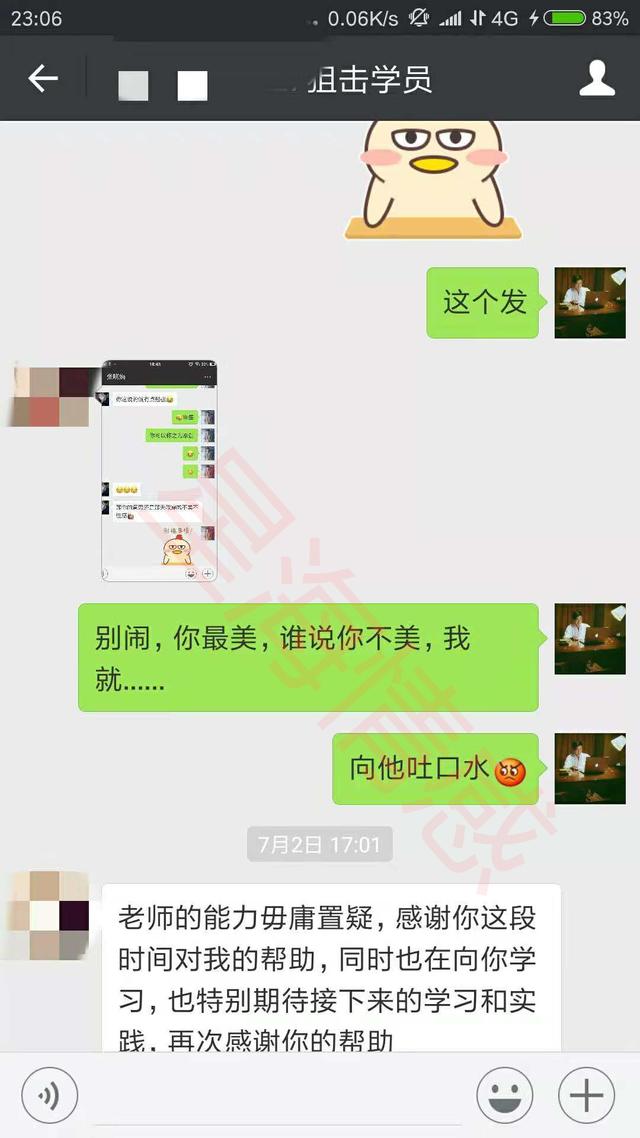 23:06
0.06K/s
4G
83%
狙击学员
这个发
别闹,你最美,谁说你不美,我
就......
向他吐口水
7月2日 17:01
老师的能力毋庸置疑,感谢你这段
时间对我的帮助,同时也在向你学
习,也特别期待接下来的学习和实
践,再次感谢你的帮助
星海情感